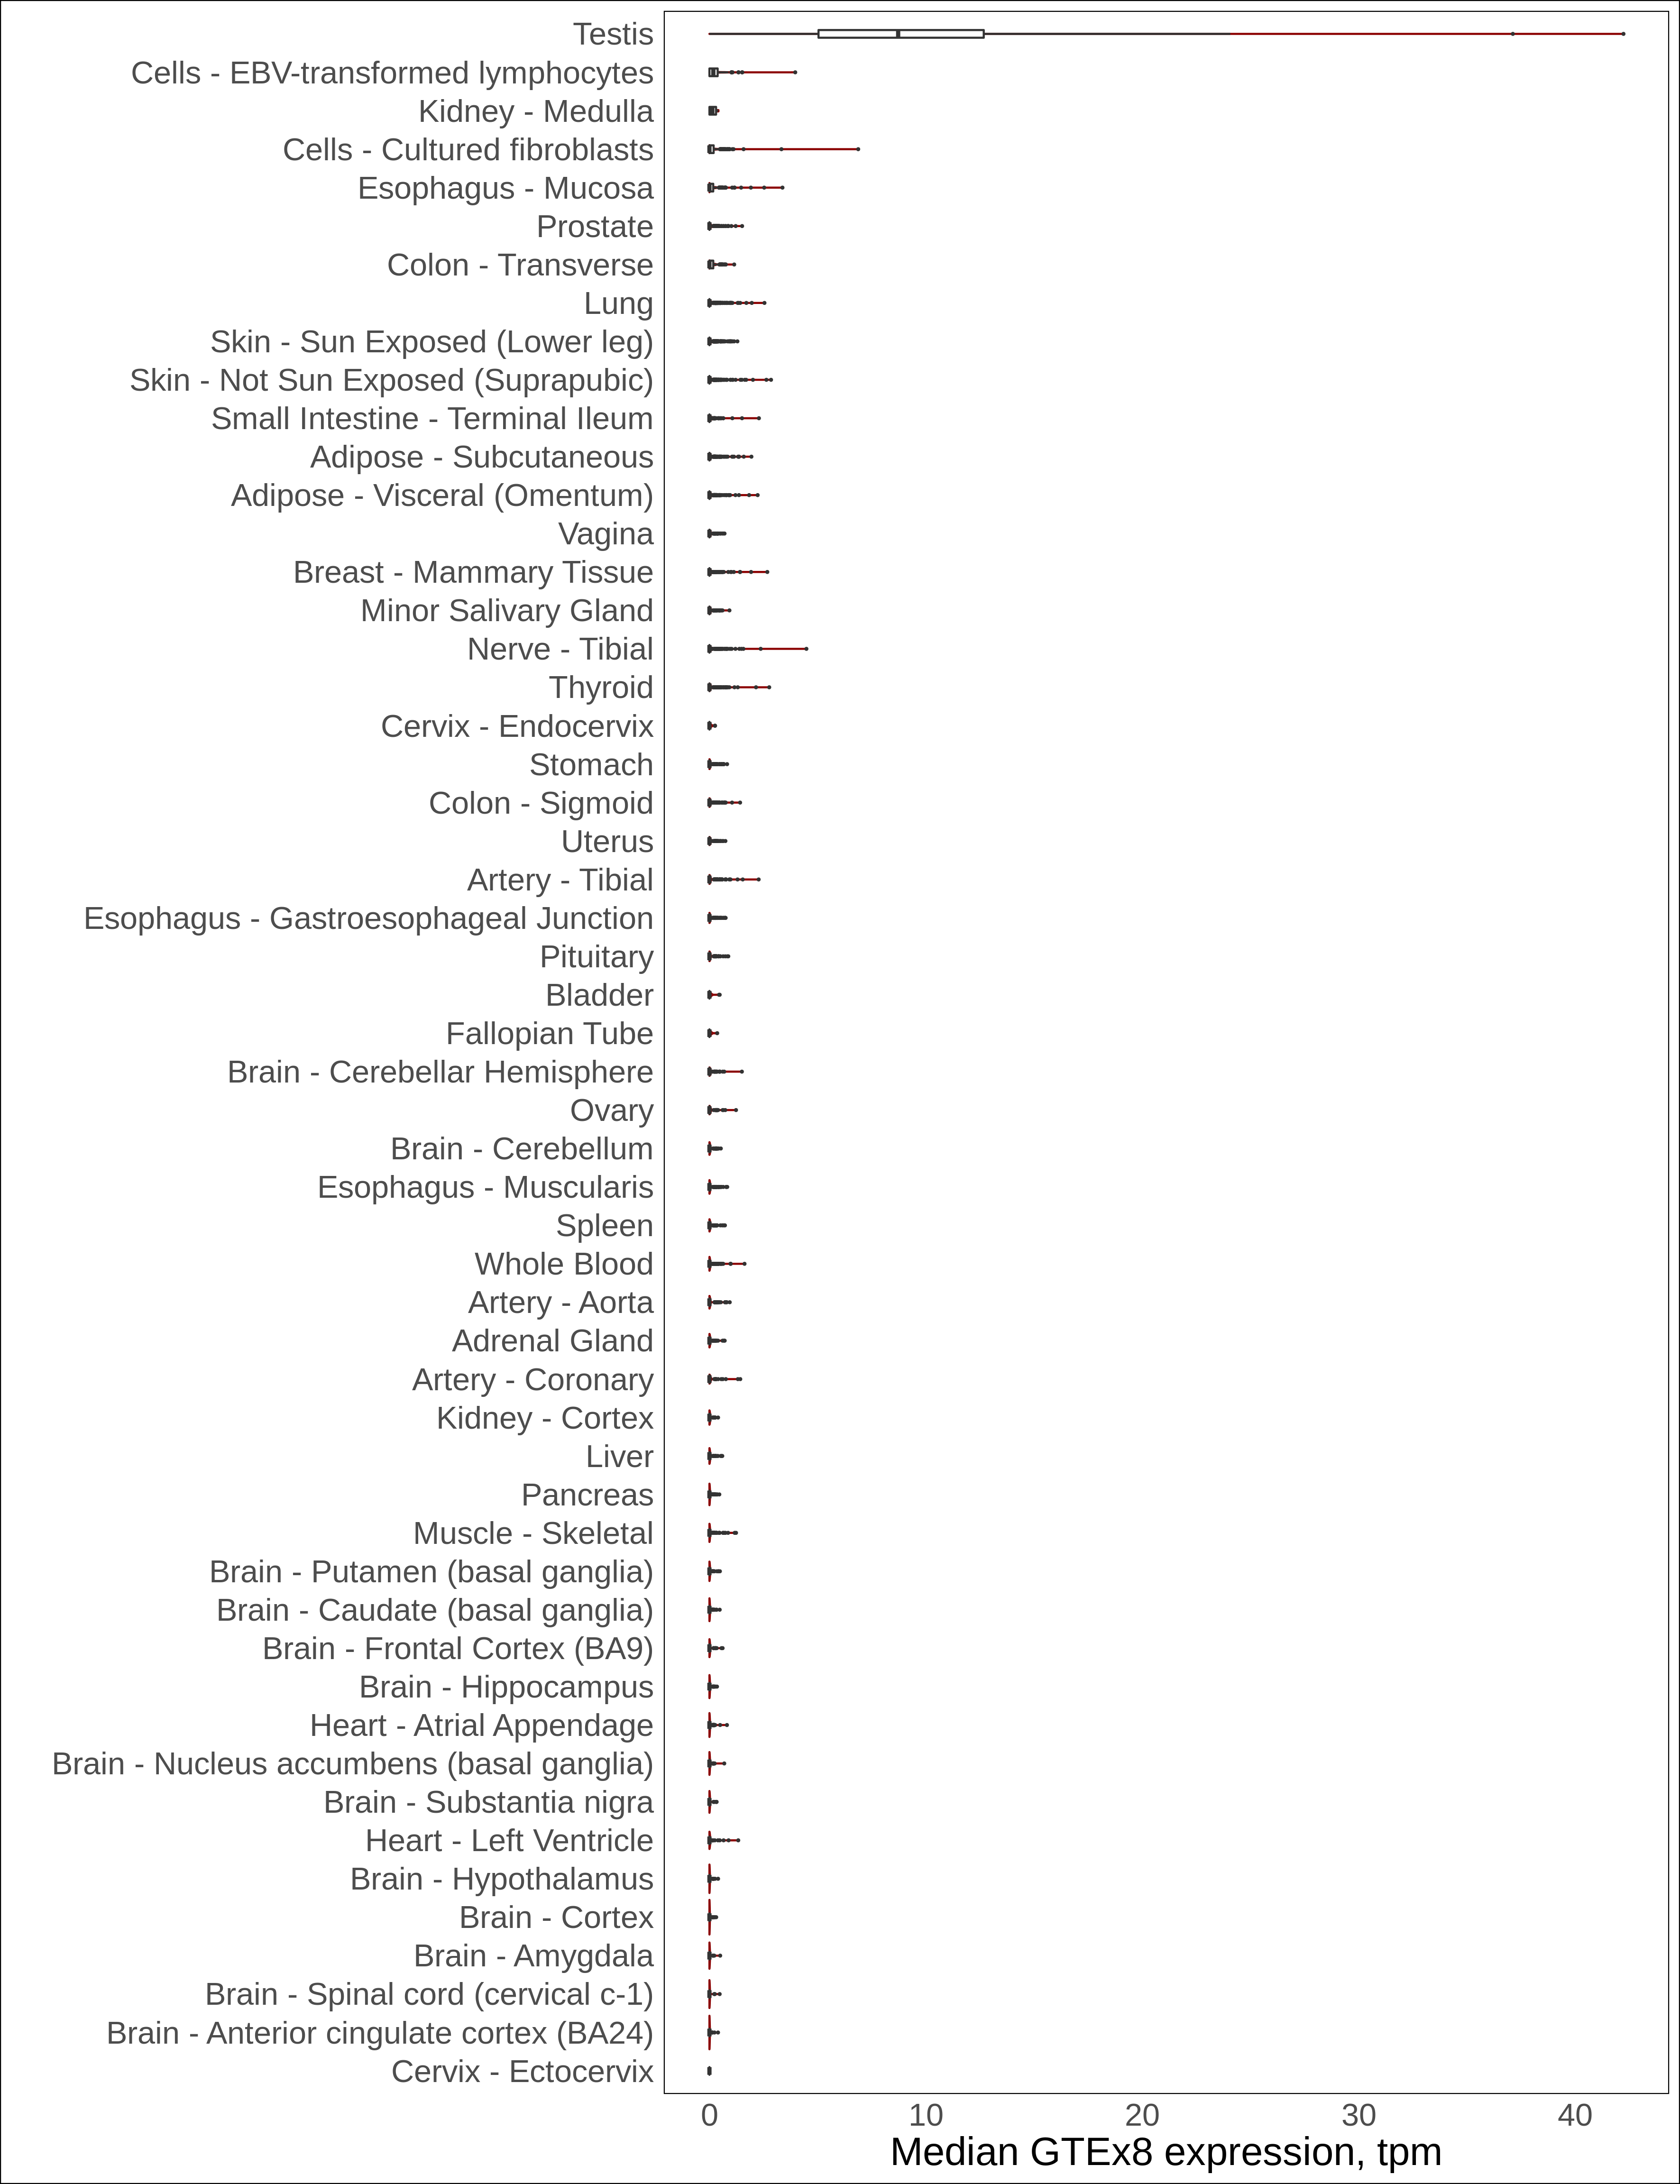 Testis
Cells - EBV-transformed lymphocytes
Kidney - Medulla
Cells - Cultured fibroblasts
Esophagus - Mucosa
Prostate
Colon - Transverse
Lung
Skin - Sun Exposed (Lower leg)
Skin - Not Sun Exposed (Suprapubic)
Small Intestine - Terminal Ileum
Adipose - Subcutaneous
Adipose - Visceral (Omentum)
Vagina
Breast - Mammary Tissue
Minor Salivary Gland
Nerve - Tibial
Thyroid
Cervix - Endocervix
Stomach
Colon - Sigmoid
Uterus
Artery - Tibial
Esophagus - Gastroesophageal Junction
Pituitary
Bladder
Fallopian Tube
Brain - Cerebellar Hemisphere
Ovary
Brain - Cerebellum
Esophagus - Muscularis
Spleen
Whole Blood
Artery - Aorta
Adrenal Gland
Artery - Coronary
Kidney - Cortex
Liver
Pancreas
Muscle - Skeletal
Brain - Putamen (basal ganglia)
Brain - Caudate (basal ganglia)
Brain - Frontal Cortex (BA9)
Brain - Hippocampus
Heart - Atrial Appendage
Brain - Nucleus accumbens (basal ganglia)
Brain - Substantia nigra
Heart - Left Ventricle
Brain - Hypothalamus
Brain - Cortex
Brain - Amygdala
Brain - Spinal cord (cervical c-1)
Brain - Anterior cingulate cortex (BA24)
Cervix - Ectocervix
0 10 20 30 40
Median GTEx8 expression, tpm